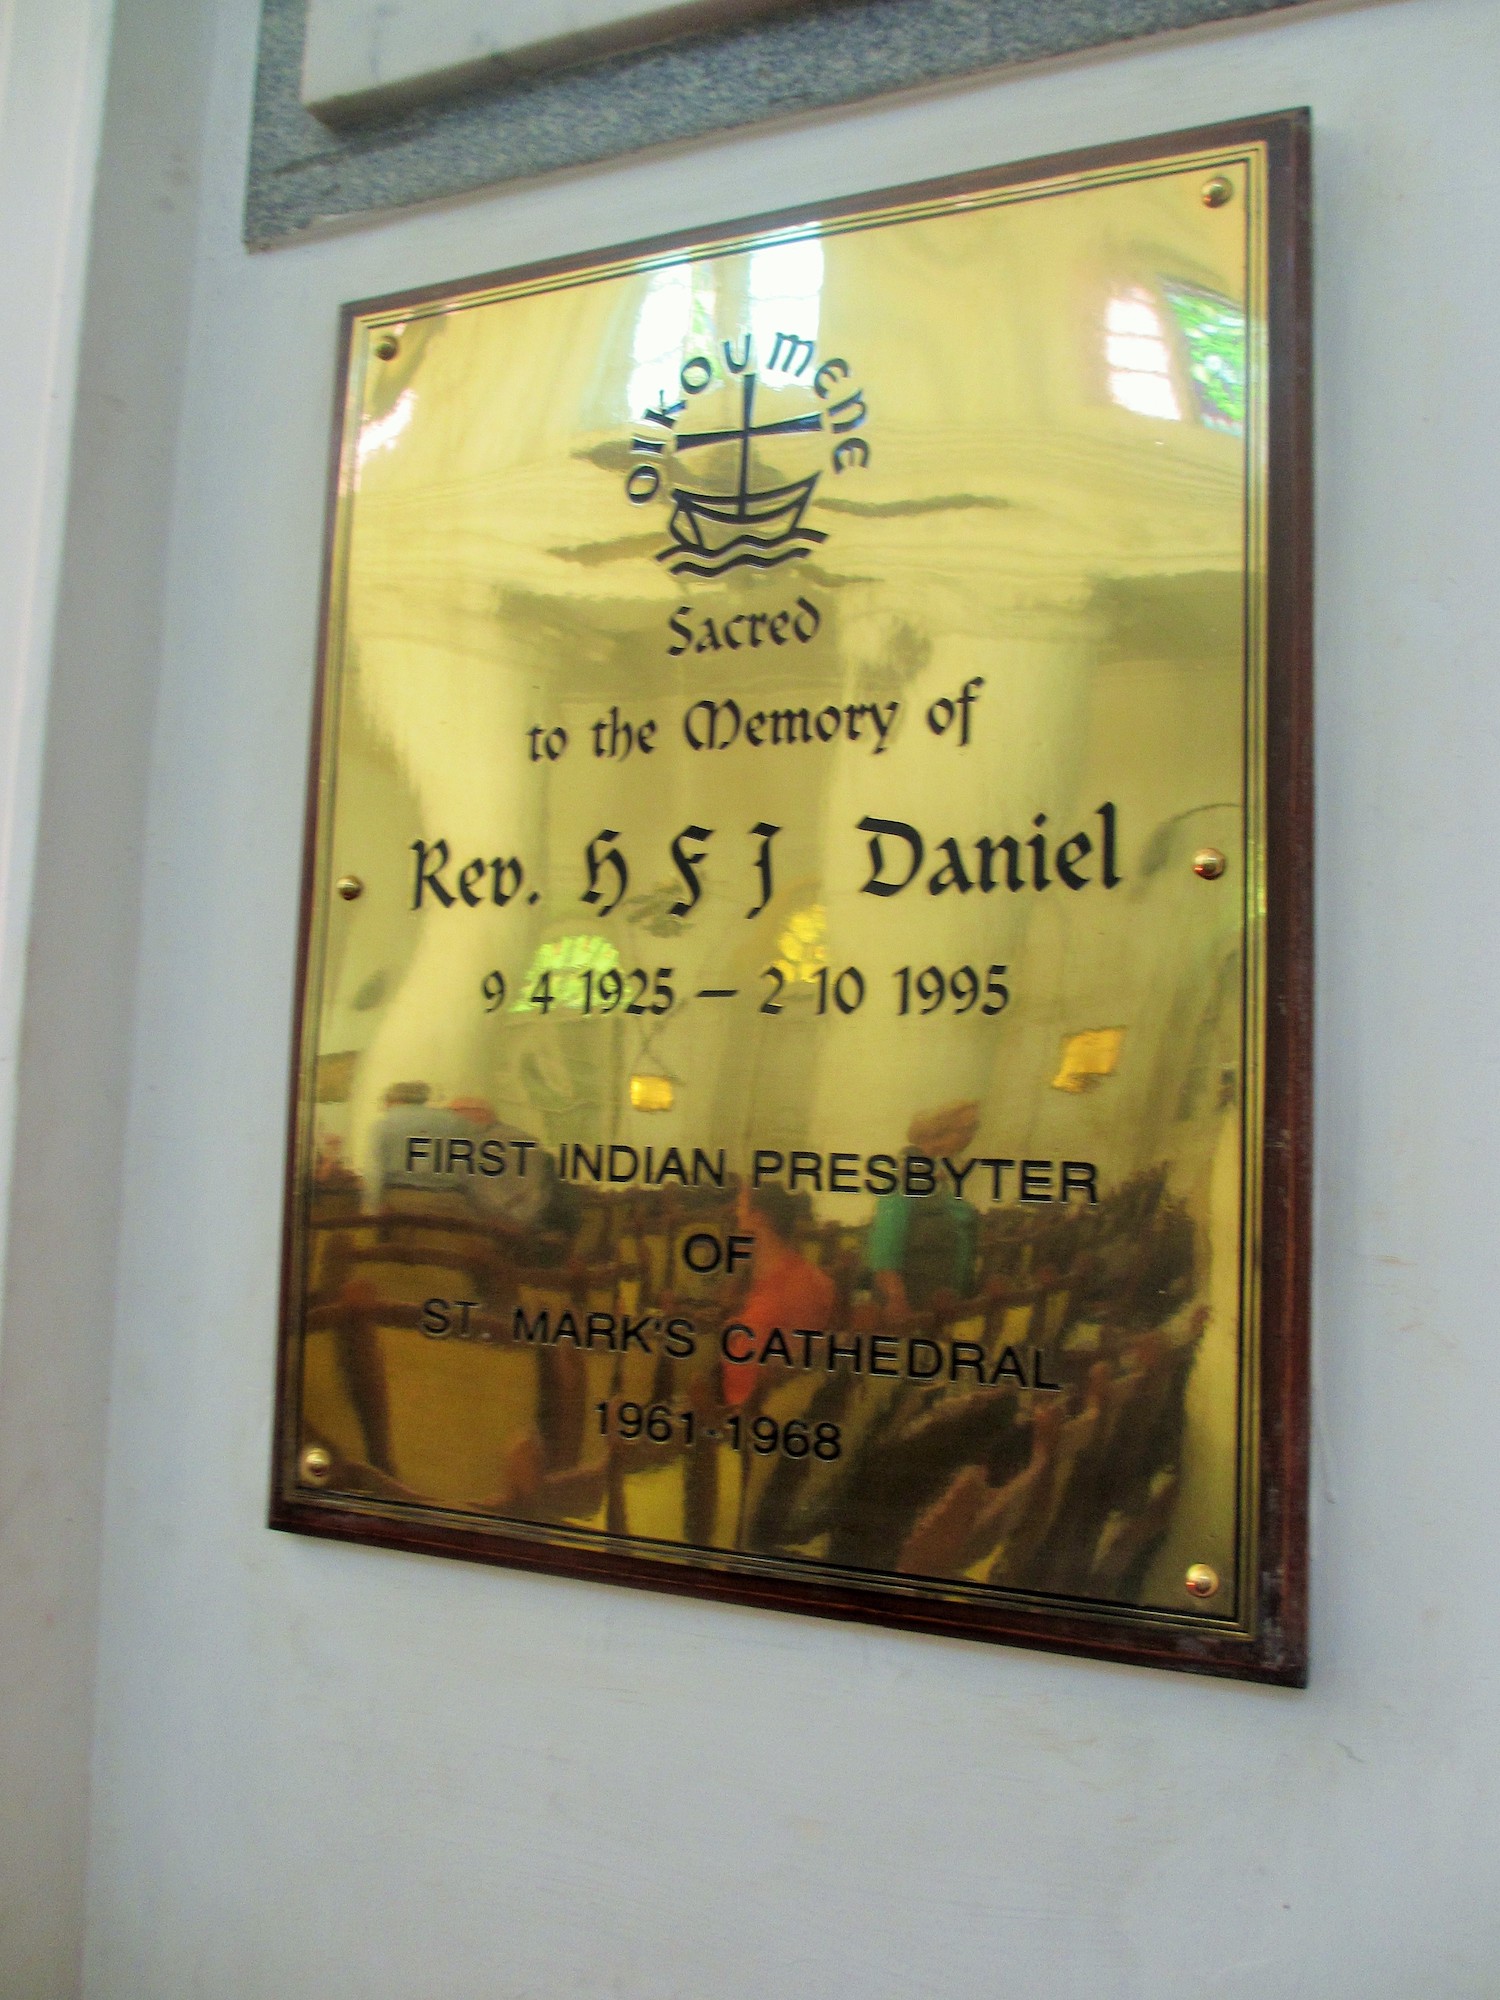 OIKOUMENE
Sacred
to the Memory of
Rev. H F J Daniel
9 4 1925 – 2 10 1995
FIRST INDIAN PRESBYTER
OF
ST. MARK'S CATHEDRAL
1961-1968